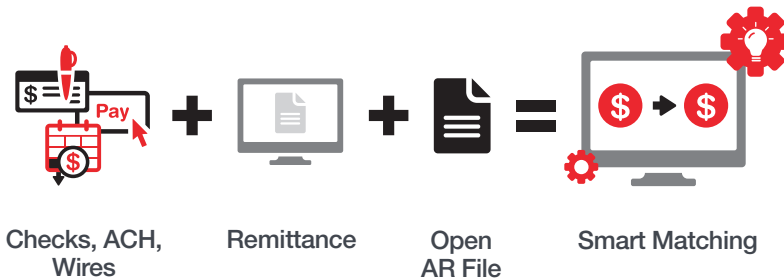 $
Pay
$
$ $
Checks, ACH,
Wires
Remittance
Open
AR File
Smart Matching